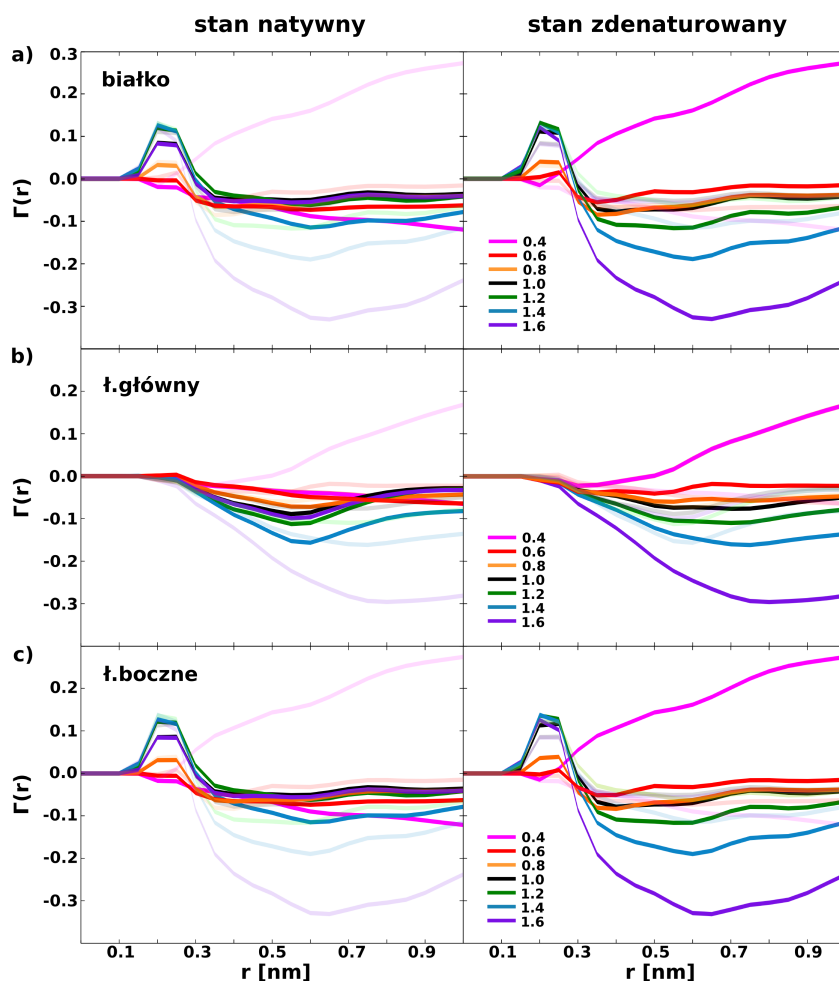 stan natywny
stan zdenaturowany
a)
białko
0.3
0.2
0.1
0.0
-0.1
-0.2
-0.3
Γ(r)
0.4
0.6
0.8
1.0
1.2
1.4
1.6
b)
ł.główny
0.2
0.1
0.0
-0.1
-0.2
-0.3
Γ(r)
0.4
0.6
0.8
1.0
1.2
1.4
1.6
c)
ł.boczne
0.2
0.1
0.0
-0.1
-0.2
-0.3
Γ(r)
0.4
0.6
0.8
1.0
1.2
1.4
1.6
0.1 0.3 0.5 0.7 0.9
0.1 0.3 0.5 0.7 0.9
r [nm]
r [nm]